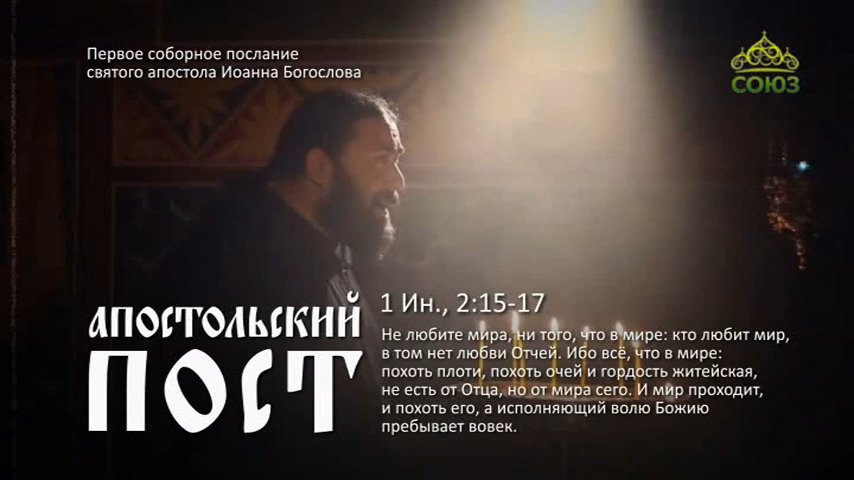 Первое соборное послание
святого апостола Иоанна Богослова
СОЮЗ
АПОСТОЛЬСКИЙ
ПОСТ
1 Ин., 2:15-17
Не любите мира, ни того, что в мире: кто любит мир,
в том нет любви Отчей. Ибо всё, что в мире:
похоть плоти, похоть очей и гордость житейская,
не есть от Отца, но от мира сего. И мир проходит,
и похоть его, а исполняющий волю Божию
пребывает вовек.